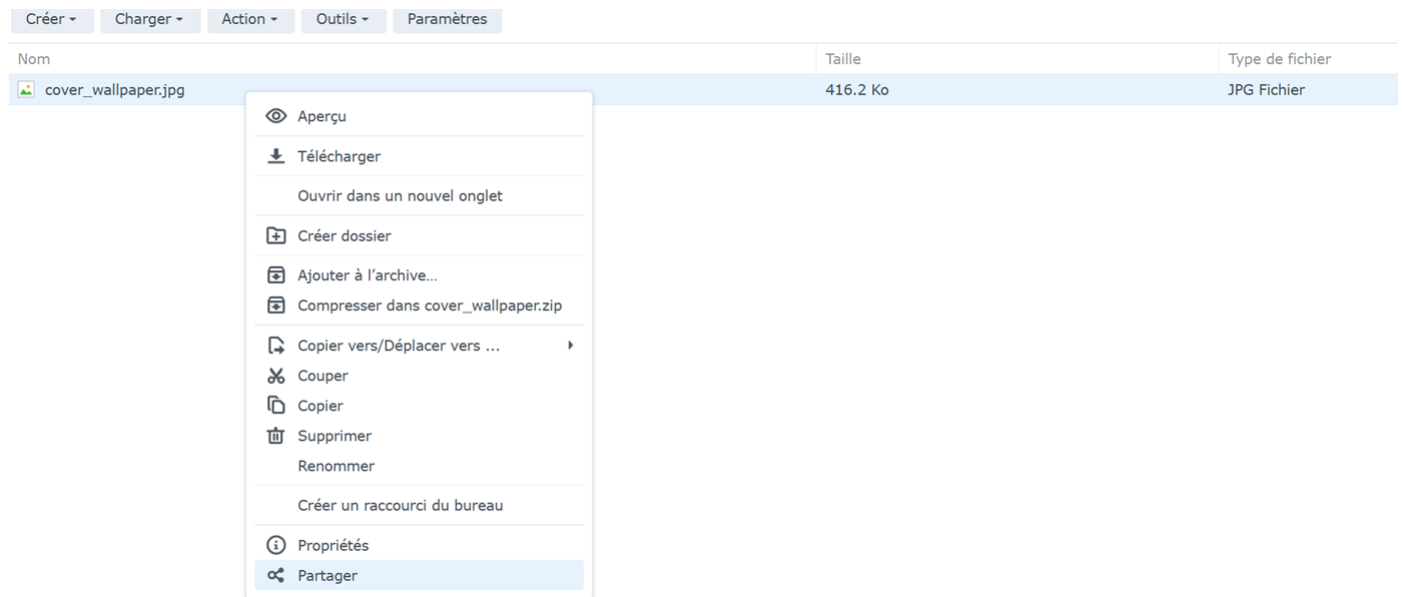 Créer Charger Action Outils Paramètres
Nom Taille Type de fichier
cover_wallpaper.jpg 416.2 Ko JPG Fichier
Aperçu
Télécharger
Ouvrir dans un nouvel onglet
Créer dossier
Ajouter à l’archive…
Compresser dans cover_wallpaper.zip
Copier vers/Déplacer vers ...
Couper
Copier
Supprimer
Renommer
Créer un raccourci du bureau
Propriétés
Partager